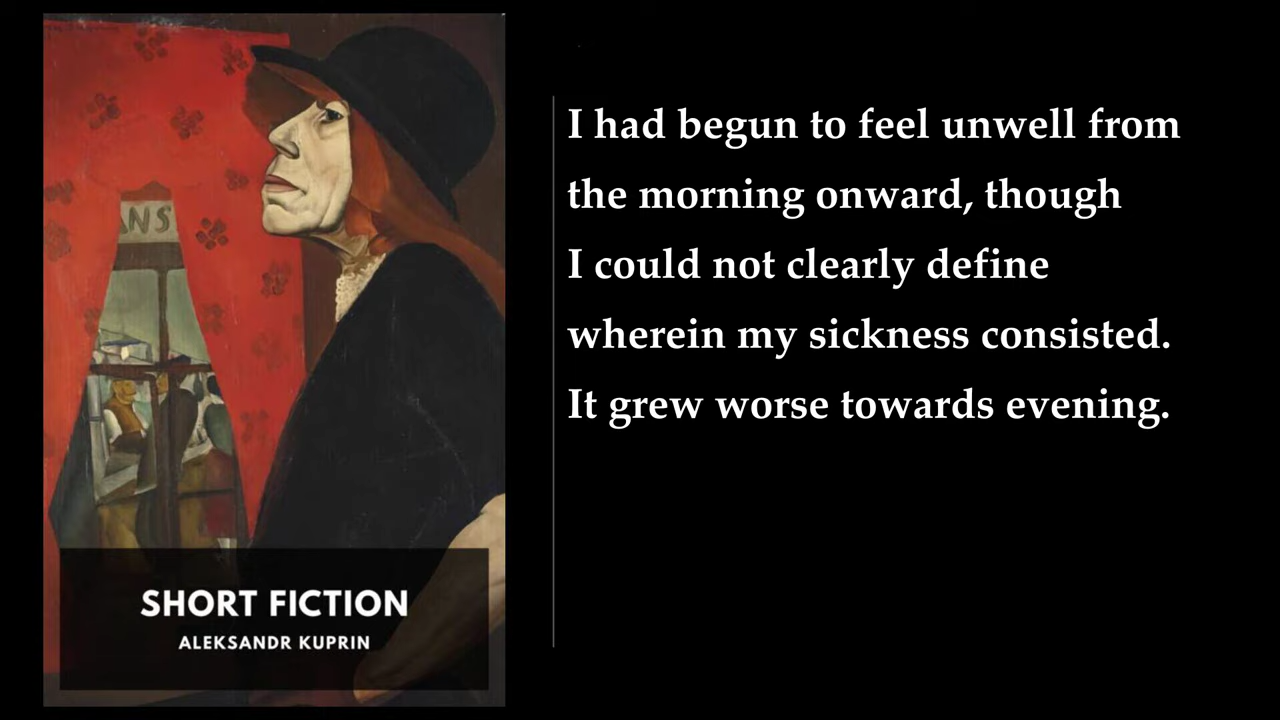 ANS
SHORT FICTION
ALEKSANDR KUPRIN
I had begun to feel unwell from
the morning onward, though
I could not clearly define
wherein my sickness consisted.
It grew worse towards evening.